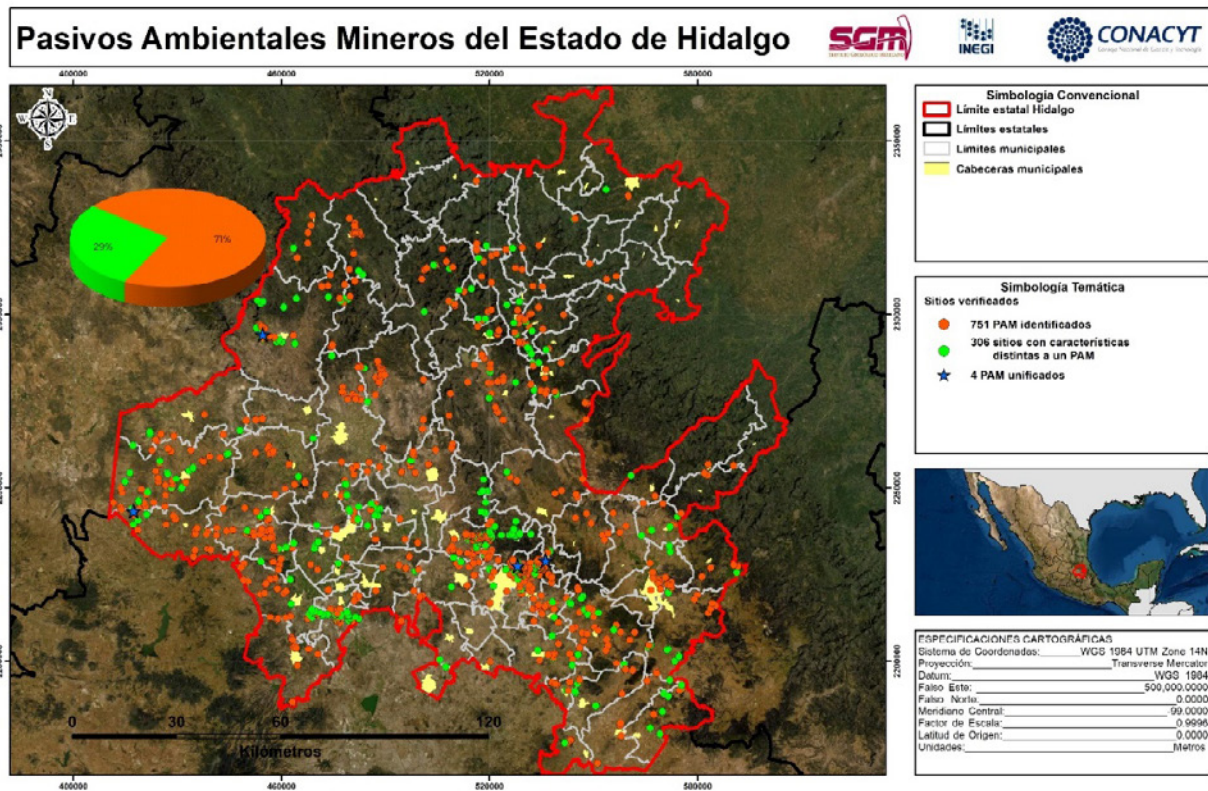 Pasivos Ambientales Mineros del Estado de Hidalgo
SGM
INEGI
CONACYT
Consejo Nacional de Ciencia y Tecnología
400000 460000 520000 580000
N
W E
S
29%
71%
2350000
2300000
2250000
2200000
0 30 60 120
Kilómetros
400000 460000 520000 580000
Simbología Convencional
Límite estatal Hidalgo
Límites estatales
Límites municipales
Cabeceras municipales
Simbología Temática
Sitios verificados
751 PAM identificados
306 sitios con características
distintas a un PAM
4 PAM unificados
ESPECIFICACIONES CARTOGRÁFICAS
Sistema de Coordenadas: WGS 1984 UTM Zone 14N
Proyección: Transverse Mercator
Datum: WGS 1984
Falso Este: 500,000.0000
Falso Norte: 0.0000
Meridiano Central: -99.0000
Factor de Escala: 0.9996
Latitud de Origen: 0.0000
Unidades: Metros